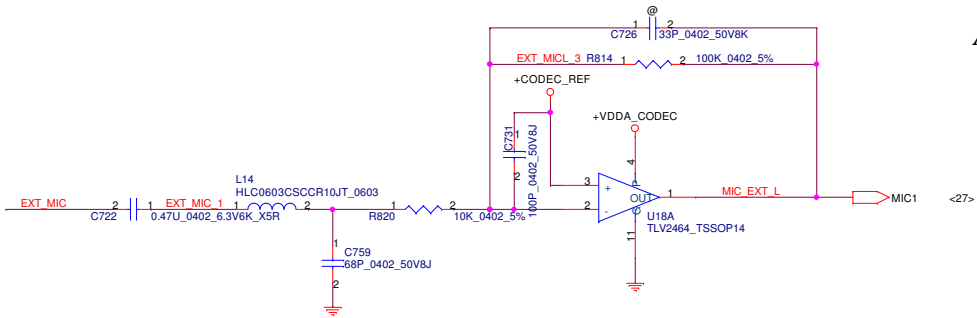 @
1 2
C726 33P_0402_50V8K
EXT_MICL_3 R814 1 2 100K_0402_5%
+CODEC_REF
+VDDA_CODEC
C731
1
2
100P_0402_50V8J
4
P
L14
HLC0603CSCCR10JT_0603
3 +
EXT_MIC 2 1 EXT_MIC_1 1 2 1 2 2 - OUT 1 MIC_EXT_L MIC1 <27>
C722 0.47U_0402_6.3V6K_X5R R820 10K_0402_5%
G
U18A
TLV2464_TSSOP14
11
1
C759
68P_0402_50V8J
2